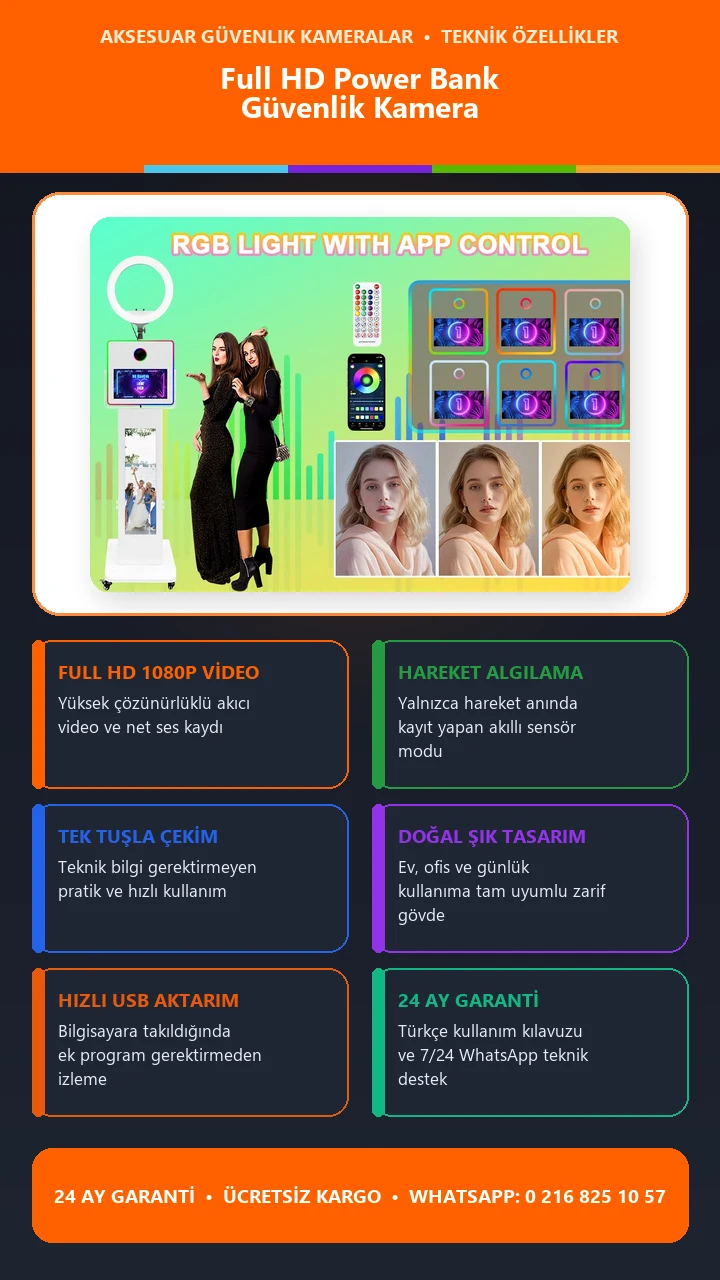 AKSESUAR GÜVENLIK KAMERALAR • TEKNİK ÖZELLİKLER
Full HD Power Bank
Güvenlik Kamera
RGB LIGHT WITH APP CONTROL
FULL HD 1080P VİDEO
Yüksek çözünürlüklü akıcı
video ve net ses kaydı
HAREKET ALGILAMA
Yalnızca hareket anında
kayıt yapan akıllı sensör
modu
TEK TUŞLA ÇEKİM
Teknik bilgi gerektirmeyen
pratik ve hızlı kullanım
DOĞAL ŞIK TASARIM
Ev, ofis ve günlük
kullanıma tam uyumlu zarif
gövde
HIZLI USB AKTARIM
Bilgisayara takıldığında
ek program gerektirmeden
izleme
24 AY GARANTİ
Türkçe kullanım kılavuzu
ve 7/24 WhatsApp teknik
destek
24 AY GARANTİ • ÜCRETSİZ KARGO • WHATSAPP: 0 216 825 10 57